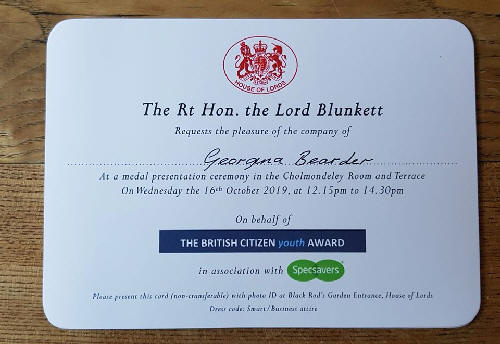 HOUSE OF LORDS
The Rt Hon. the Lord Blunkett
Requests the pleasure of the company of
Georgina Bearder
At a medal presentation ceremony in the Cholmondeley Room and Terrace
On Wednesday the 16th October 2019, at 12.15pm to 14.30pm
On behalf of
THE BRITISH CITIZEN youth AWARD
in association with Specsavers
Please present this card (non-transferable) with photo ID at Black Rod's Garden Entrance, House of Lords
Dress code: Smart/Business attire